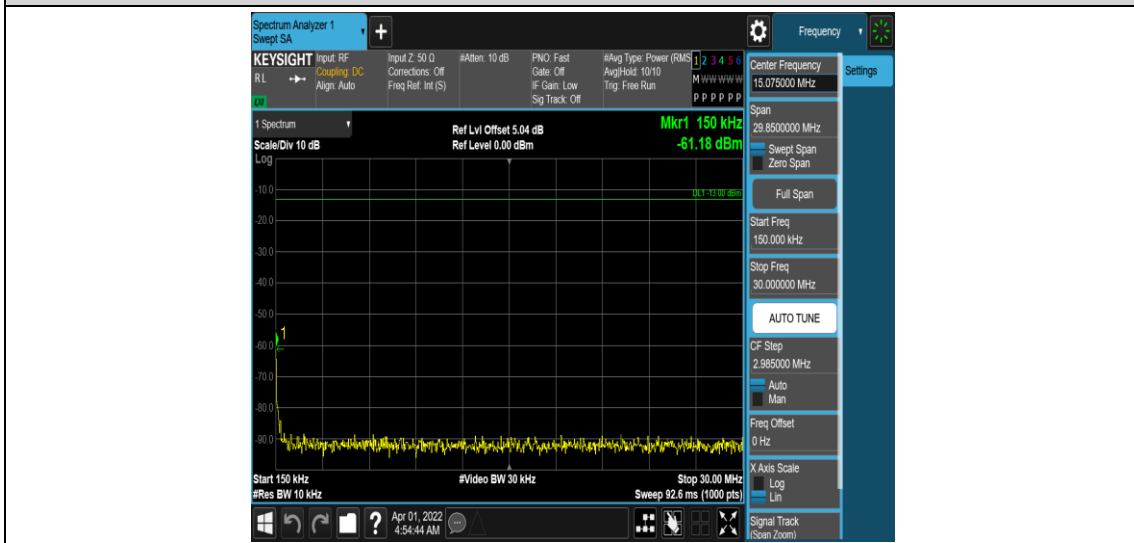 Spectrum Analyzer 1
Swept SA
+
Frequency
KEYSIGHT
RL
LXI
Input: RF
Coupling: DC
Align: Auto
Input Z: 50 Ω
Corrections: Off
Freq Ref: Int (S)
#Atten: 10 dB
PNO: Fast
Gate: Off
IF Gain: Low
Sig Track: Off
#Avg Type: Power (RMS
Avg|Hold: 10/10
Trig: Free Run
1 2 3 4 5 6
M W W W W W
P P P P P P
Center Frequency
15.075000 MHz
Settings
1 Spectrum
Scale/Div 10 dB
Log
Ref Lvl Offset 5.04 dB
Ref Level 0.00 dBm
Mkr1 150 kHz
-61.18 dBm
Span
29.8500000 MHz
Swept Span
Zero Span
-10.0
DL1 -13.00 dBm
Full Span
-20.0
Start Freq
150.000 kHz
-30.0
Stop Freq
30.000000 MHz
-40.0
-50.0
AUTO TUNE
1
-60.0
CF Step
2.985000 MHz
-70.0
Auto
Man
-80.0
Freq Offset
0 Hz
-90.0
X Axis Scale
Log
Lin
Start 150 kHz
#Video BW 30 kHz
Stop 30.00 MHz
#Res BW 10 kHz
Sweep 92.6 ms (1000 pts)
?
Apr 01, 2022
4:54:44 AM
Signal Track
(Span Zoom)